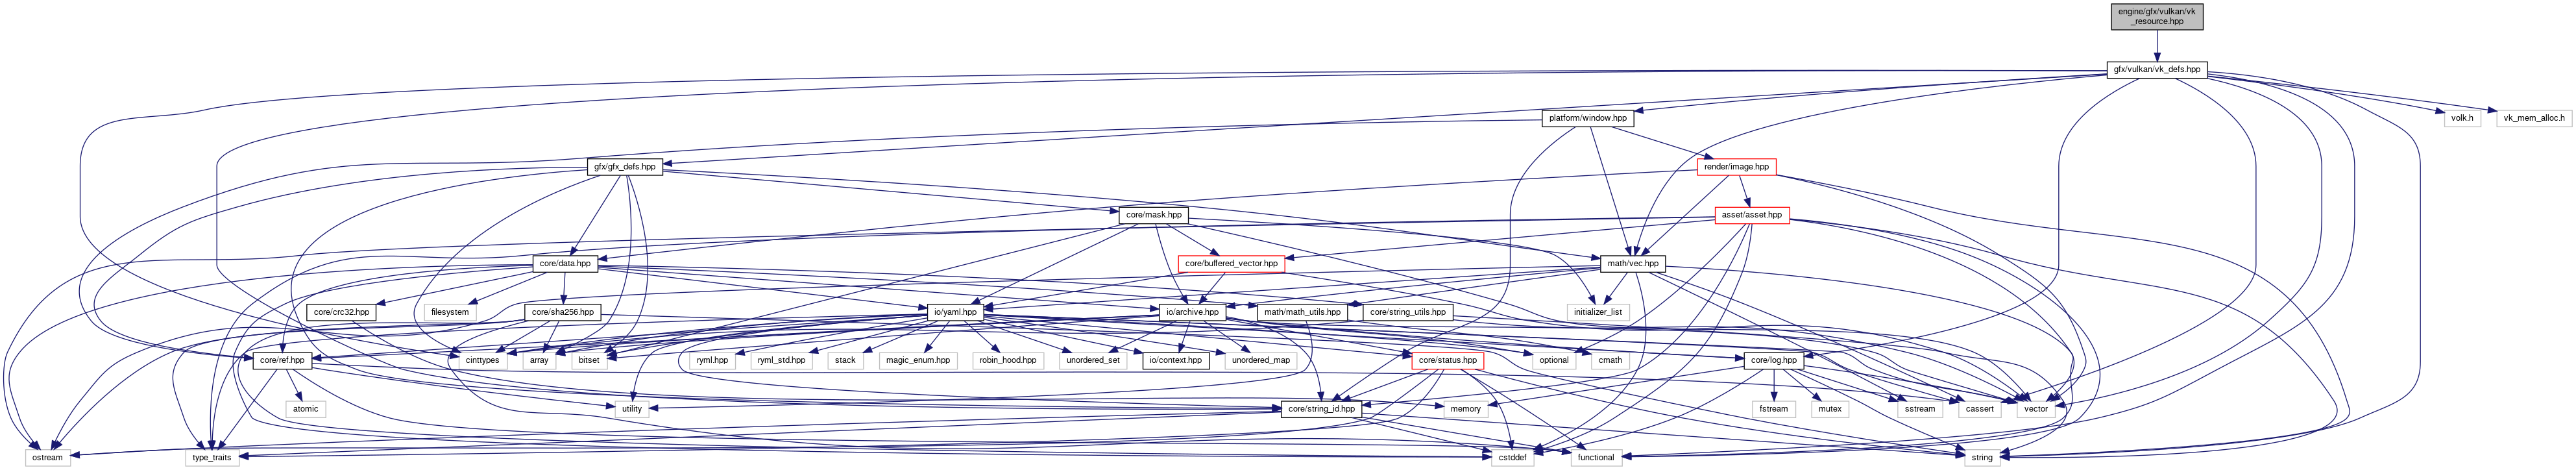 engine/gfx/vulkan/vk
_resource.hpp
gfx/vulkan/vk_defs.hpp
platform/window.hpp
volk.h
vk_mem_alloc.h
gfx/gfx_defs.hpp
render/image.hpp
core/mask.hpp
asset/asset.hpp
core/data.hpp
core/buffered_vector.hpp
math/vec.hpp
core/crc32.hpp
filesystem
core/sha256.hpp
io/yaml.hpp
io/archive.hpp
math/math_utils.hpp
core/string_utils.hpp
initializer_list
core/ref.hpp
cinttypes
array
bitset
ryml.hpp
ryml_std.hpp
stack
magic_enum.hpp
robin_hood.hpp
unordered_set
io/context.hpp
unordered_map
core/status.hpp
optional
cmath
core/log.hpp
atomic
utility
core/string_id.hpp
memory
fstream
mutex
sstream
cassert
vector
ostream
type_traits
cstddef
functional
string